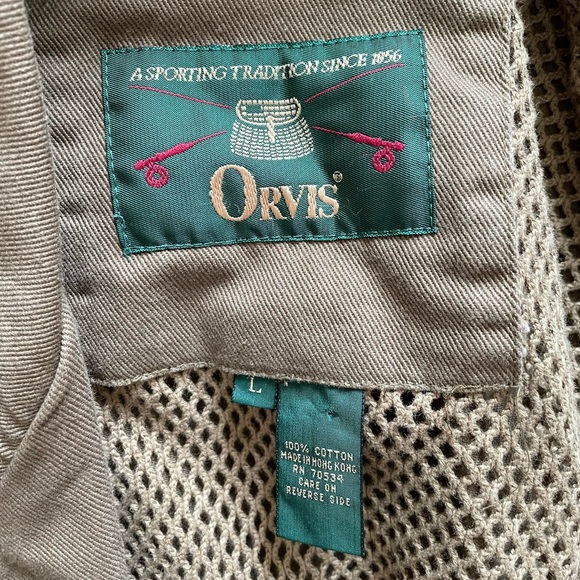 A SPORTING TRADITION SINCE 1856
ORVIS®
L
100% COTTON
MADE IN HONG KONG
RN 70534
CARE ON
REVERSE SIDE